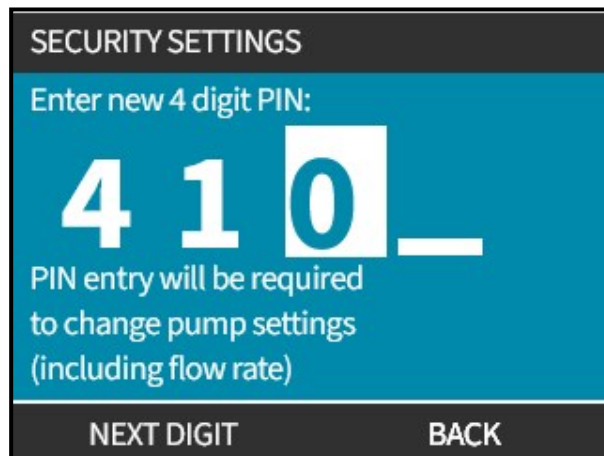 SECURITY SETTINGS
Enter new 4 digit PIN:
4 1 0 _
PIN entry will be required
to change pump settings
(including flow rate)
NEXT DIGIT BACK